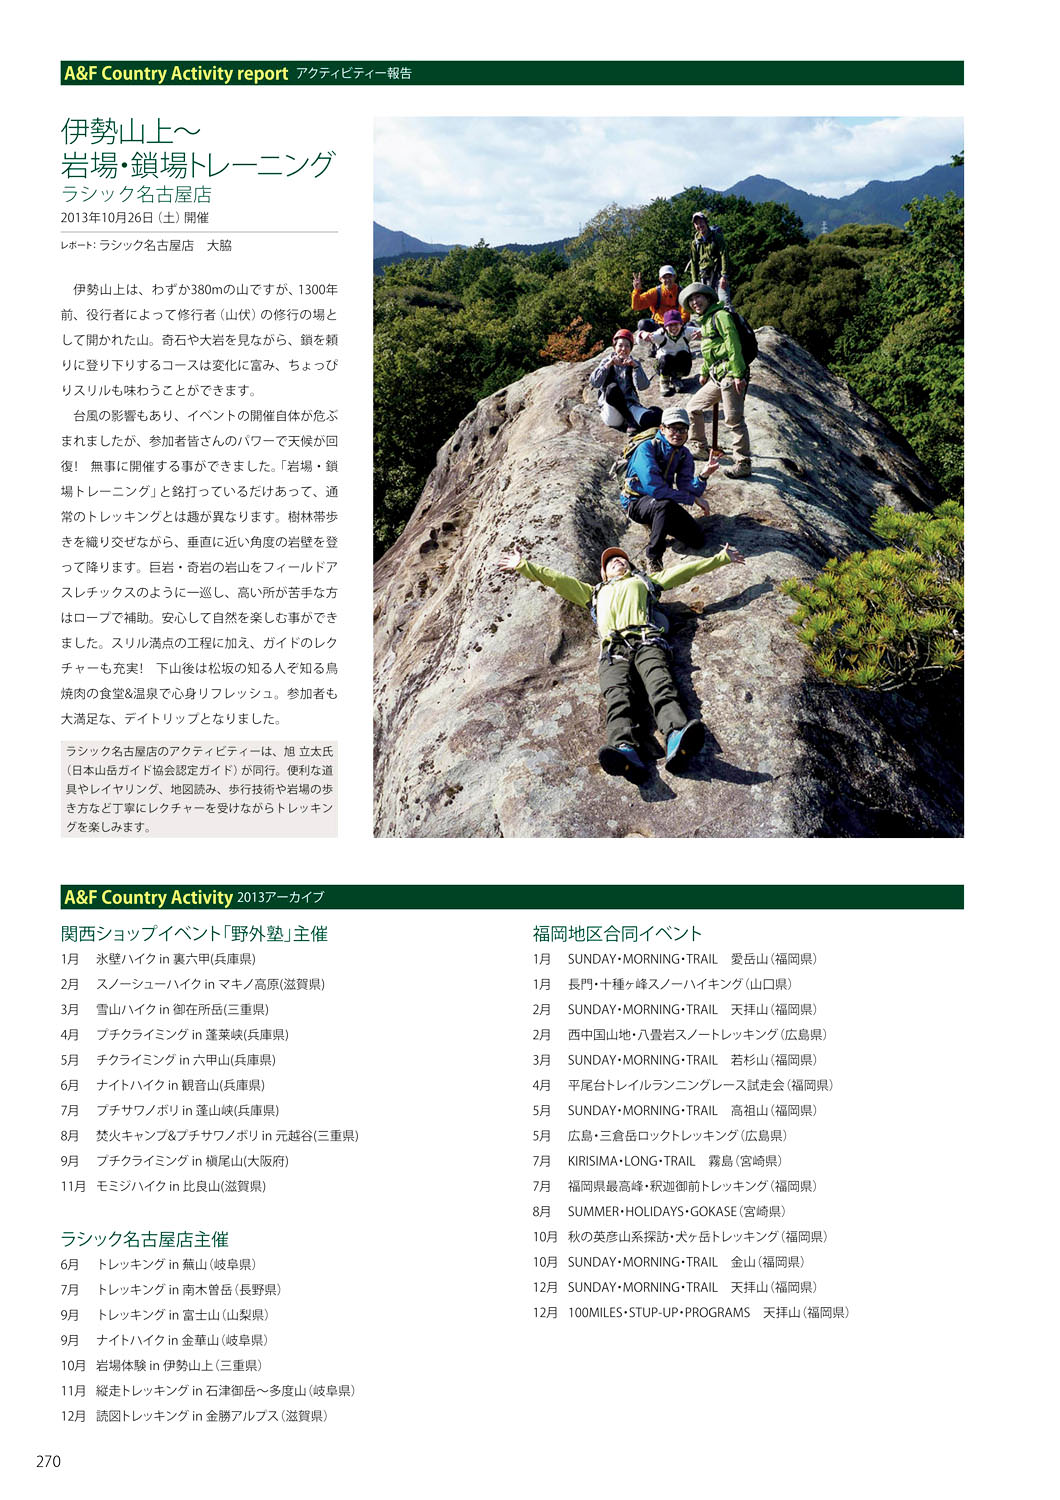 A&F Country Activity report アクティビティー報告
伊勢山上〜
岩場・鎖場トレーニング
ラシック名古屋店
2013年10月26日（土）開催
レポート：ラシック名古屋店　大脇
伊勢山上は、わずか380mの山ですが、1300年
前、役行者によって修行者（山伏）の修行の場と
して開かれた山。奇石や大岩を見ながら、鎖を頼
りに登り下りするコースは変化に富み、ちょっぴ
りスリルも味わうことができます。
台風の影響もあり、イベントの開催自体が危ぶ
まれましたが、参加者皆さんのパワーで天候が回
復！　無事に開催する事ができました。「岩場・鎖
場トレーニング」と銘打っているだけあって、通
常のトレッキングとは趣が異なります。樹林帯歩
きを織り交ぜながら、垂直に近い角度の岩壁を登
って降ります。巨岩・奇岩の岩山をフィールドア
スレチックスのように一巡し、高い所が苦手な方
はロープで補助。安心して自然を楽しむ事ができ
ました。スリル満点の工程に加え、ガイドのレク
チャーも充実！　下山後は松坂の知る人ぞ知る鳥
焼肉の食堂&温泉で心身リフレッシュ。参加者も
大満足な、デイトリップとなりました。
ラシック名古屋店のアクティビティーは、旭 立太氏
（日本山岳ガイド協会認定ガイド）が同行。便利な道
具やレイヤリング、地図読み、歩行技術や岩場の歩
き方など丁寧にレクチャーを受けながらトレッキン
グを楽しみます。
A&F Country Activity 2013アーカイブ
関西ショップイベント「野外塾」主催
1月　氷壁ハイク in 裏六甲(兵庫県)
2月　スノーシューハイク in マキノ高原(滋賀県)
3月　雪山ハイク in 御在所岳(三重県)
4月　プチクライミング in 蓬莱峡(兵庫県)
5月　チクライミング in 六甲山(兵庫県)
6月　ナイトハイク in 観音山(兵庫県)
7月　プチサワノボリ in 蓬山峡(兵庫県)
8月　焚火キャンプ&プチサワノボリ in 元越谷(三重県)
9月　プチクライミング in 槇尾山(大阪府)
11月　モミジハイク in 比良山(滋賀県)
ラシック名古屋店主催
6月　トレッキング in 蕪山（岐阜県）
7月　トレッキング in 南木曽岳（長野県）
9月　トレッキング in 富士山（山梨県）
9月　ナイトハイク in 金華山（岐阜県）
10月　岩場体験 in 伊勢山上（三重県）
11月　縦走トレッキング in 石津御岳〜多度山（岐阜県）
12月　読図トレッキング in 金勝アルプス（滋賀県）
福岡地区合同イベント
1月　SUNDAY・MORNING・TRAIL　愛岳山（福岡県）
1月　長門・十種ヶ峰スノーハイキング（山口県）
2月　SUNDAY・MORNING・TRAIL　天拝山（福岡県）
2月　西中国山地・八畳岩スノートレッキング（広島県）
3月　SUNDAY・MORNING・TRAIL　若杉山（福岡県）
4月　平尾台トレイルランニングレース試走会（福岡県）
5月　SUNDAY・MORNING・TRAIL　高祖山（福岡県）
5月　広島・三倉岳ロックトレッキング（広島県）
7月　KIRISIMA・LONG・TRAIL　霧島（宮崎県）
7月　福岡県最高峰・釈迦御前トレッキング（福岡県）
8月　SUMMER・HOLIDAYS・GOKASE（宮崎県）
10月　秋の英彦山系探訪・犬ヶ岳トレッキング（福岡県）
10月　SUNDAY・MORNING・TRAIL　金山（福岡県）
12月　SUNDAY・MORNING・TRAIL　天拝山（福岡県）
12月　100MILES・STUP-UP・PROGRAMS　天拝山（福岡県）
270